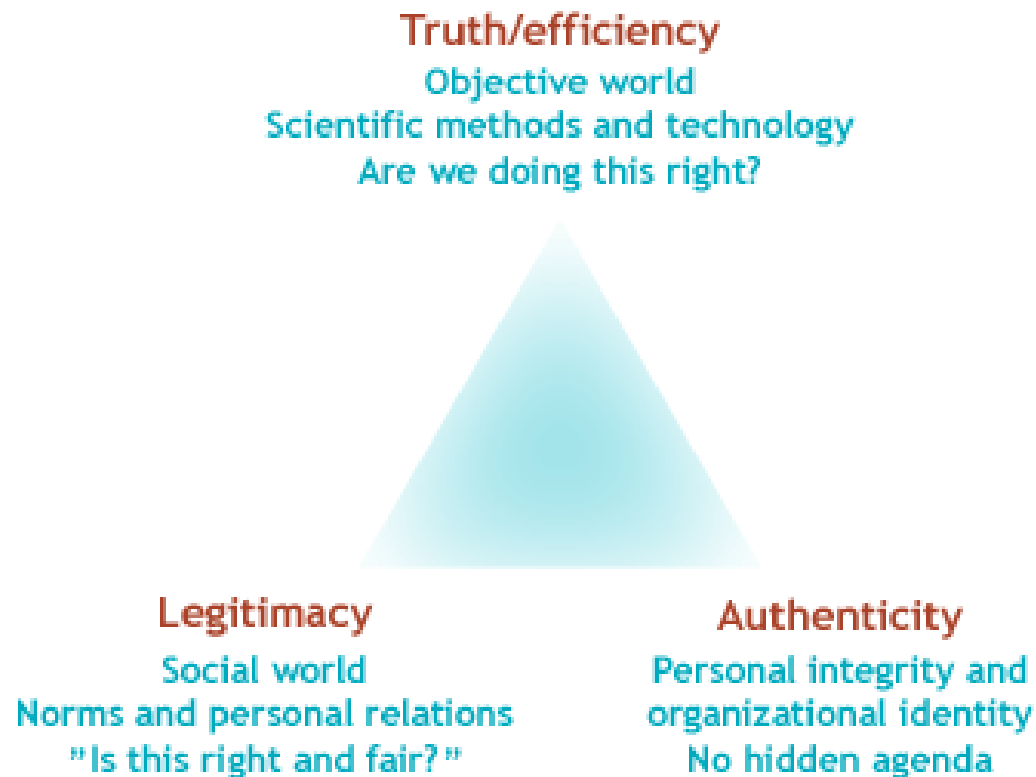 Truth/efficiency
Objective world
Scientific methods and technology
Are we doing this right?
Legitimacy
Social world
Norms and personal relations
”Is this right and fair?”
Authenticity
Personal integrity and
organizational identity
No hidden agenda